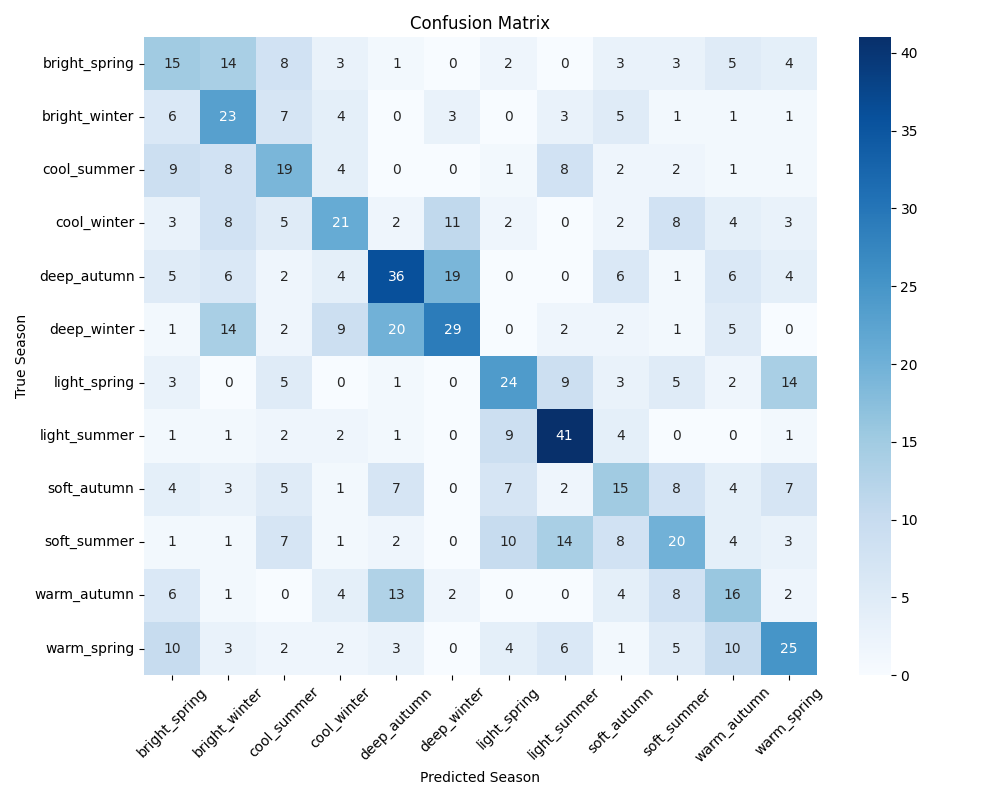 Confusion Matrix
bright_spring 15 14 8 3 1 0 2 0 3 3 5 4
bright_winter 6 23 7 4 0 3 0 3 5 1 1 1
cool_summer 9 8 19 4 0 0 1 8 2 2 1 1
cool_winter 3 8 5 21 2 11 2 0 2 8 4 3
deep_autumn 5 6 2 4 36 19 0 0 6 1 6 4
deep_winter 1 14 2 9 20 29 0 2 2 1 5 0
light_spring 3 0 5 0 1 0 24 9 3 5 2 14
light_summer 1 1 2 2 1 0 9 41 4 0 0 1
soft_autumn 4 3 5 1 7 0 7 2 15 8 4 7
soft_summer 1 1 7 1 2 0 10 14 8 20 4 3
warm_autumn 6 1 0 4 13 2 0 0 4 8 16 2
warm_spring 10 3 2 2 3 0 4 6 1 5 10 25
bright_spring bright_winter cool_summer cool_winter deep_autumn deep_winter light_spring light_summer soft_autumn soft_summer warm_autumn warm_spring
Predicted Season
True Season
40
35
30
25
20
15
10
5
0